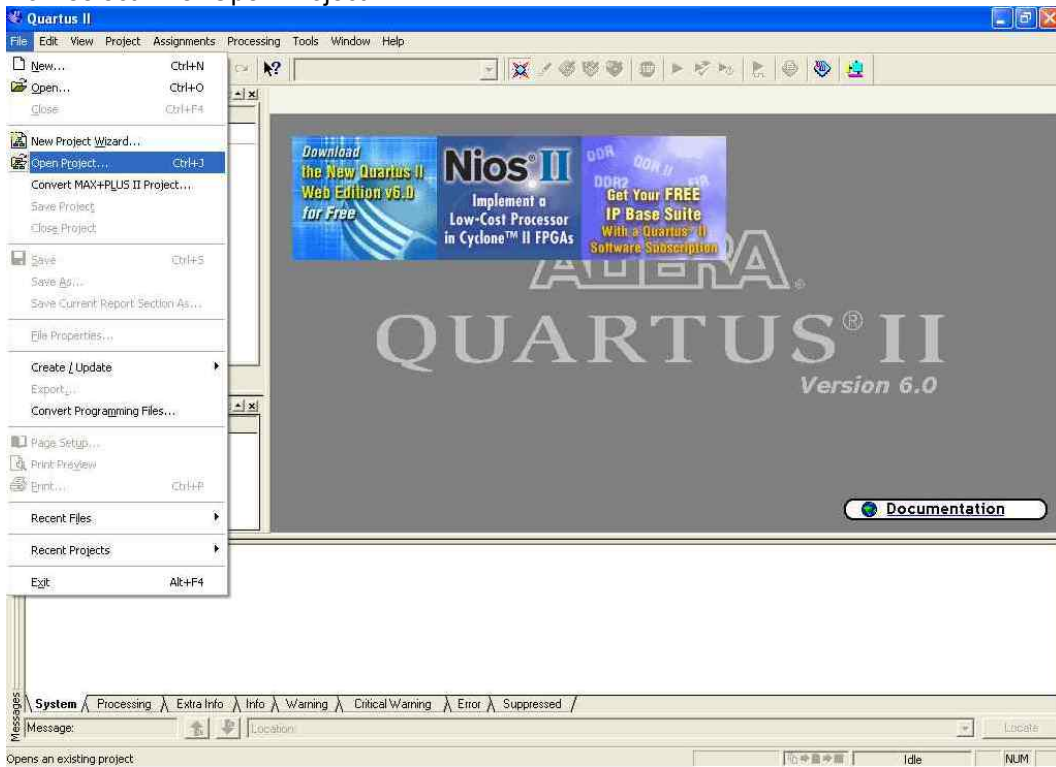 Quartus II
File Edit View Project Assignments Processing Tools Window Help
New... Ctrl+N
Open... Ctrl+O
Close Ctrl+F4
New Project Wizard...
Open Project... Ctrl+J
Convert MAX+PLUS II Project...
Save Project
Close Project
Save Ctrl+S
Save As...
Save Current Report Section As...
File Properties...
Create / Update
Export...
Convert Programming Files...
Page Setup...
Print Preview
Print... Ctrl+P
Recent Files
Recent Projects
Exit Alt+F4
Download
the New Quartus II
Web Edition v6.0
for Free
Nios® II
Implement a
Low-Cost Processor
in Cyclone™ II FPGAs
DDR DDR II
DDR2 FIR
Get Your FREE
IP Base Suite
With a Quartus® II
Software Subscription
ALTERA®
QUARTUS® II
Version 6.0
Documentation
System Processing Extra Info Info Warning Critical Warning Error Suppressed
Messages
Message: Location: Locate
Opens an existing project Idle NUM